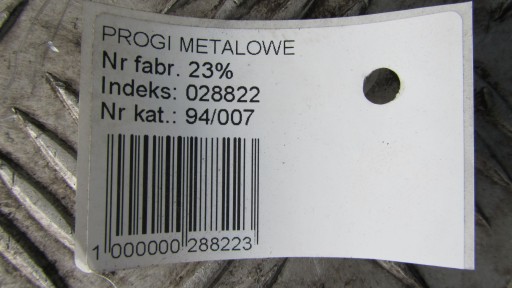 PROGI METALOWE
Nr fabr. 23%
Indeks: 028822
Nr kat.: 94/007
1 000000 288223